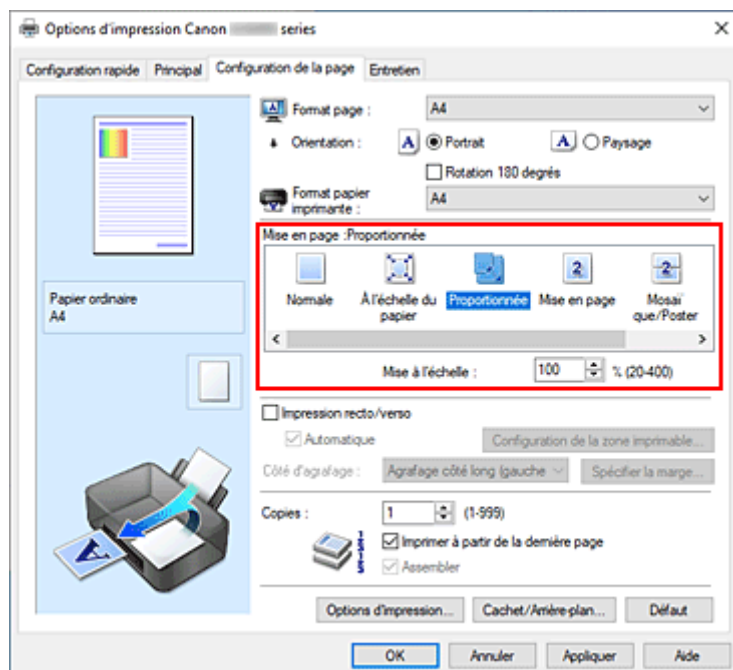 Options d'impression Canon series
Configuration rapide Principal Configuration de la page Entretien
Format page : A4
Orientation : A Portrait A Paysage
Rotation 180 degrés
Format papier imprimante : A4
Mise en page :Proportionnée
Normale À l'échelle du papier Proportionnée Mise en page Mosaï que/Poster
Mise à l'échelle : 100 % (20-400)
Papier ordinaire
A4
Impression recto/verso
Automatique Configuration de la zone imprimable...
Côté d'agrafage : Agrafage côté long (gauche Spécifier la marge...
Copies : 1 (1-999)
Imprimer à partir de la dernière page
Assembler
Options d'impression... Cachet/Arrière-plan... Défaut
OK Annuler Appliquer Aide